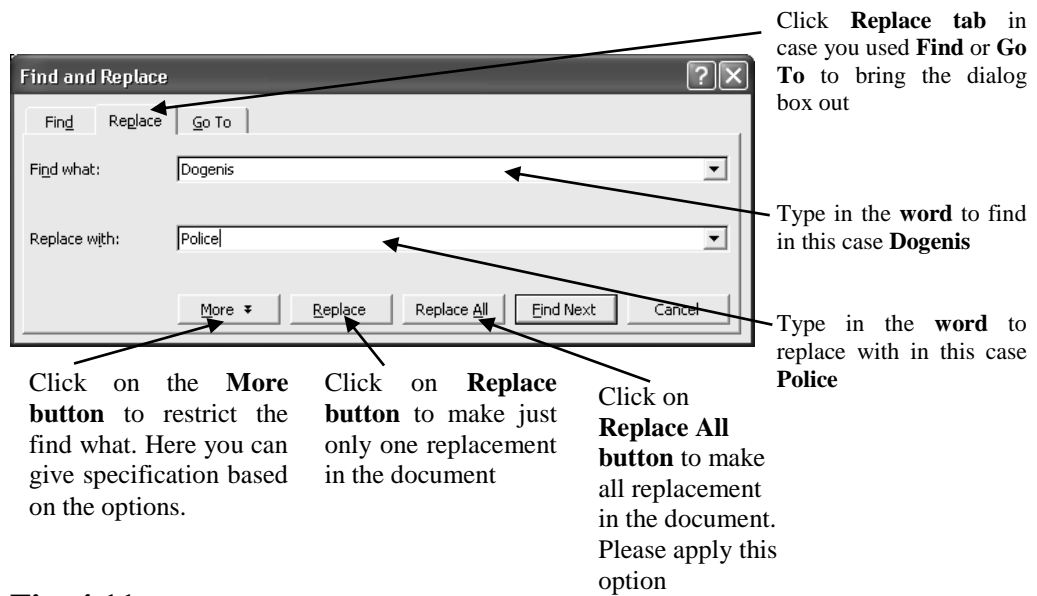 Click Replace tab in
case you used Find or Go
To to bring the dialog
box out
Find and Replace
Find Replace Go To
Find what: Dogenis
Type in the word to find
in this case Dogenis
Replace with: Police
More Replace Replace All Find Next Cancel
Type in the word to
replace with in this case
Police
Click on the More
button to restrict the
find what. Here you can
give specification based
on the options.
Click on Replace
button to make just
only one replacement
in the document
Click on
Replace All
button to make
all replacement
in the document.
Please apply this
option